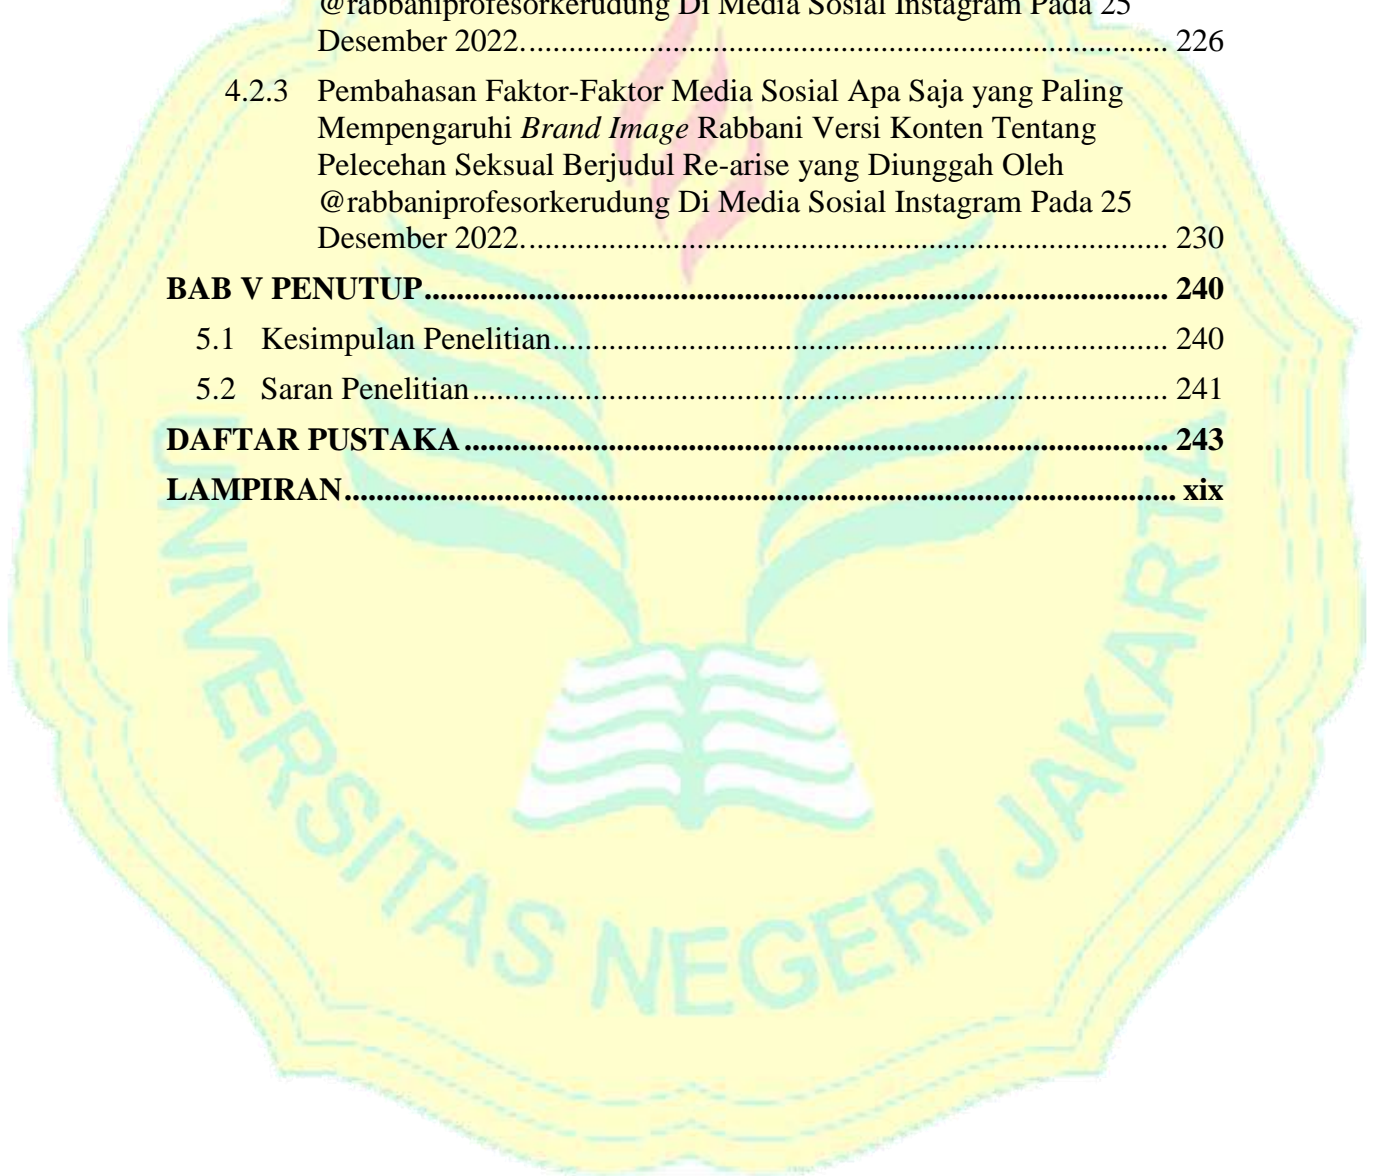 @rabbaniprofesorkerudung Di Media Sosial Instagram Pada 25
Desember 2022. 226
4.2.3 Pembahasan Faktor-Faktor Media Sosial Apa Saja yang Paling
Mempengaruhi Brand Image Rabbani Versi Konten Tentang
Pelecehan Seksual Berjudul Re-arise yang Diunggah Oleh
@rabbaniprofesorkerudung Di Media Sosial Instagram Pada 25
Desember 2022. 230
BAB V PENUTUP 240
5.1 Kesimpulan Penelitian 240
5.2 Saran Penelitian 241
DAFTAR PUSTAKA 243
LAMPIRAN xix
UNIVERSITAS NEGERI JAKARTA